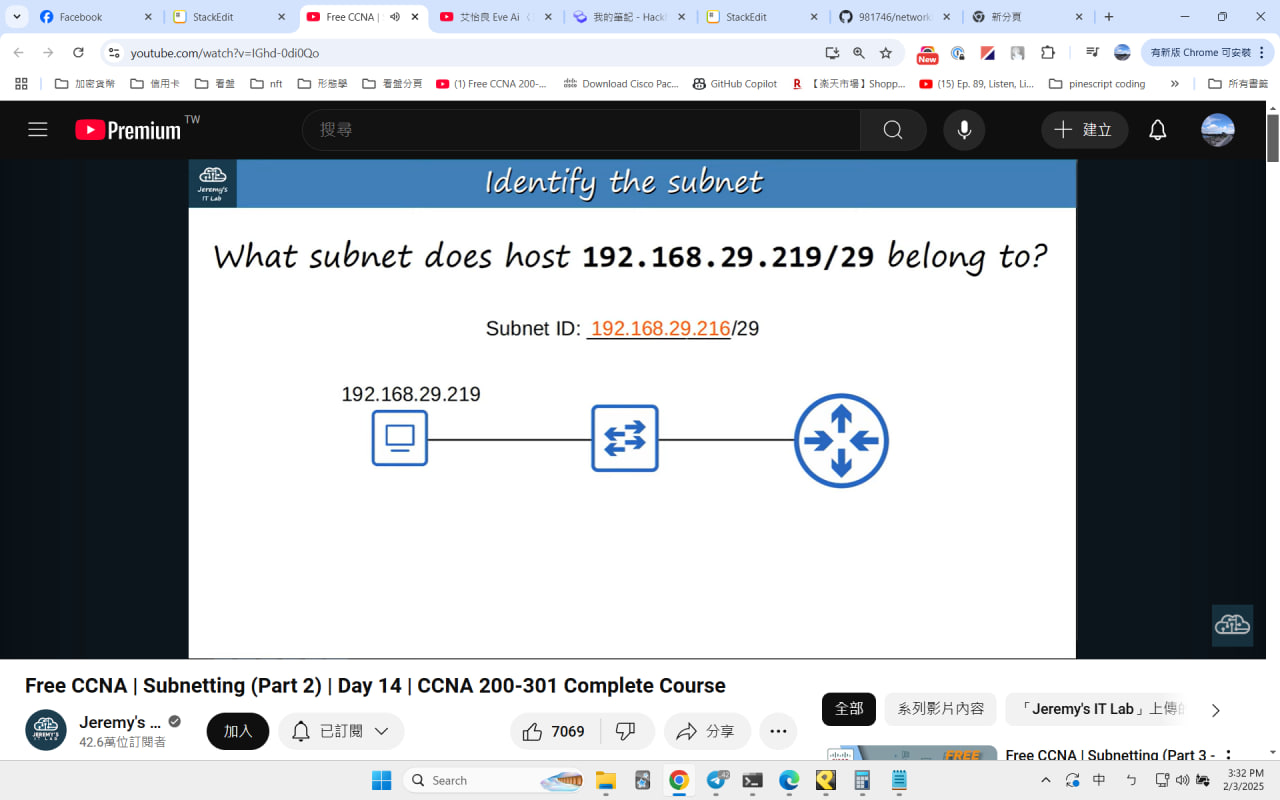 Facebook
StackEdit
Free CCNA |
艾怡良 Eve Ai
我的筆記 - Hack
StackEdit
981746/network
新分頁
youtube.com/watch?v=IGhd-0di0Qo
New
有新版 Chrome 可安裝
加密貨幣
信用卡
看盤
nft
形態學
看盤分頁
(1) Free CCNA 200-...
Download Cisco Pac...
GitHub Copilot
【楽天市場】Shopp...
(15) Ep. 89, Listen, Li...
pinescript coding
所有書籤
Premium TW
搜尋
建立
Jeremy's
IT Lab
Identify the subnet
What subnet does host 192.168.29.219/29 belong to?
Subnet ID: 192.168.29.216/29
192.168.29.219
Free CCNA | Subnetting (Part 2) | Day 14 | CCNA 200-301 Complete Course
JEREMY'S
Jeremy's ...
42.6萬位訂閱者
加入
已訂閱
7069
分享
全部
系列影片內容
「Jeremy's IT Lab」上傳的
FREE
Free CCNA | Subnetting (Part 3 -
Search
中
ㄅ
3:32 PM
2/3/2025